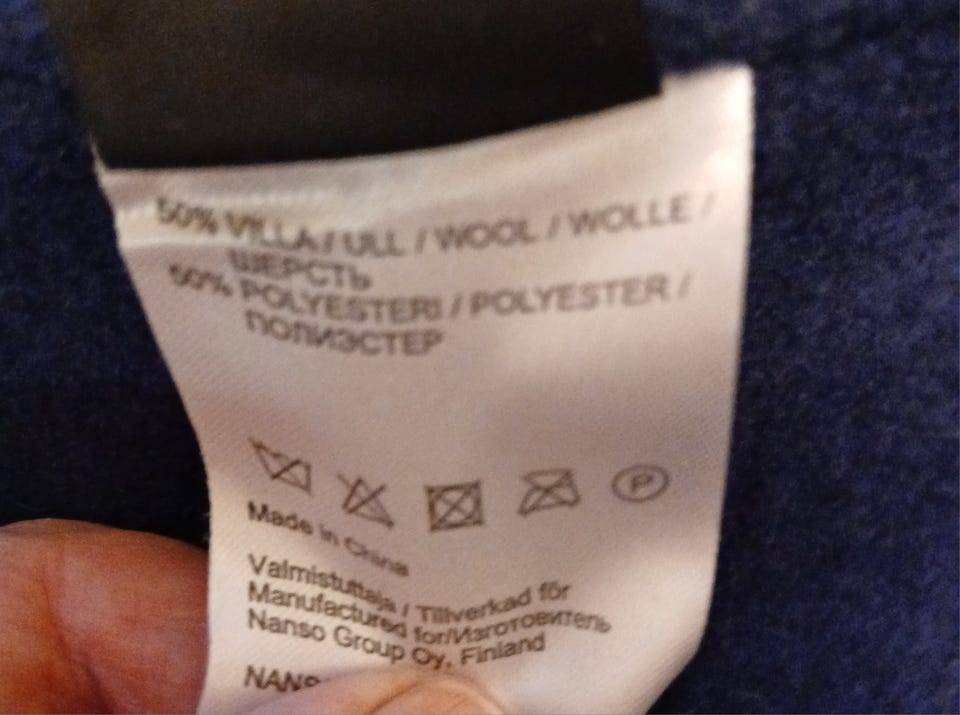 50% VILLA / ULL / WOOL / WOLLE /
ШЕРСТЬ
50% POLYESTERI / POLYESTER /
ПОЛИЭСТЕР
P
Made in China
Valmistuttaja / Tillverkad för
Manufactured for/Изготовитель
Nanso Group Oy, Finland
NANS